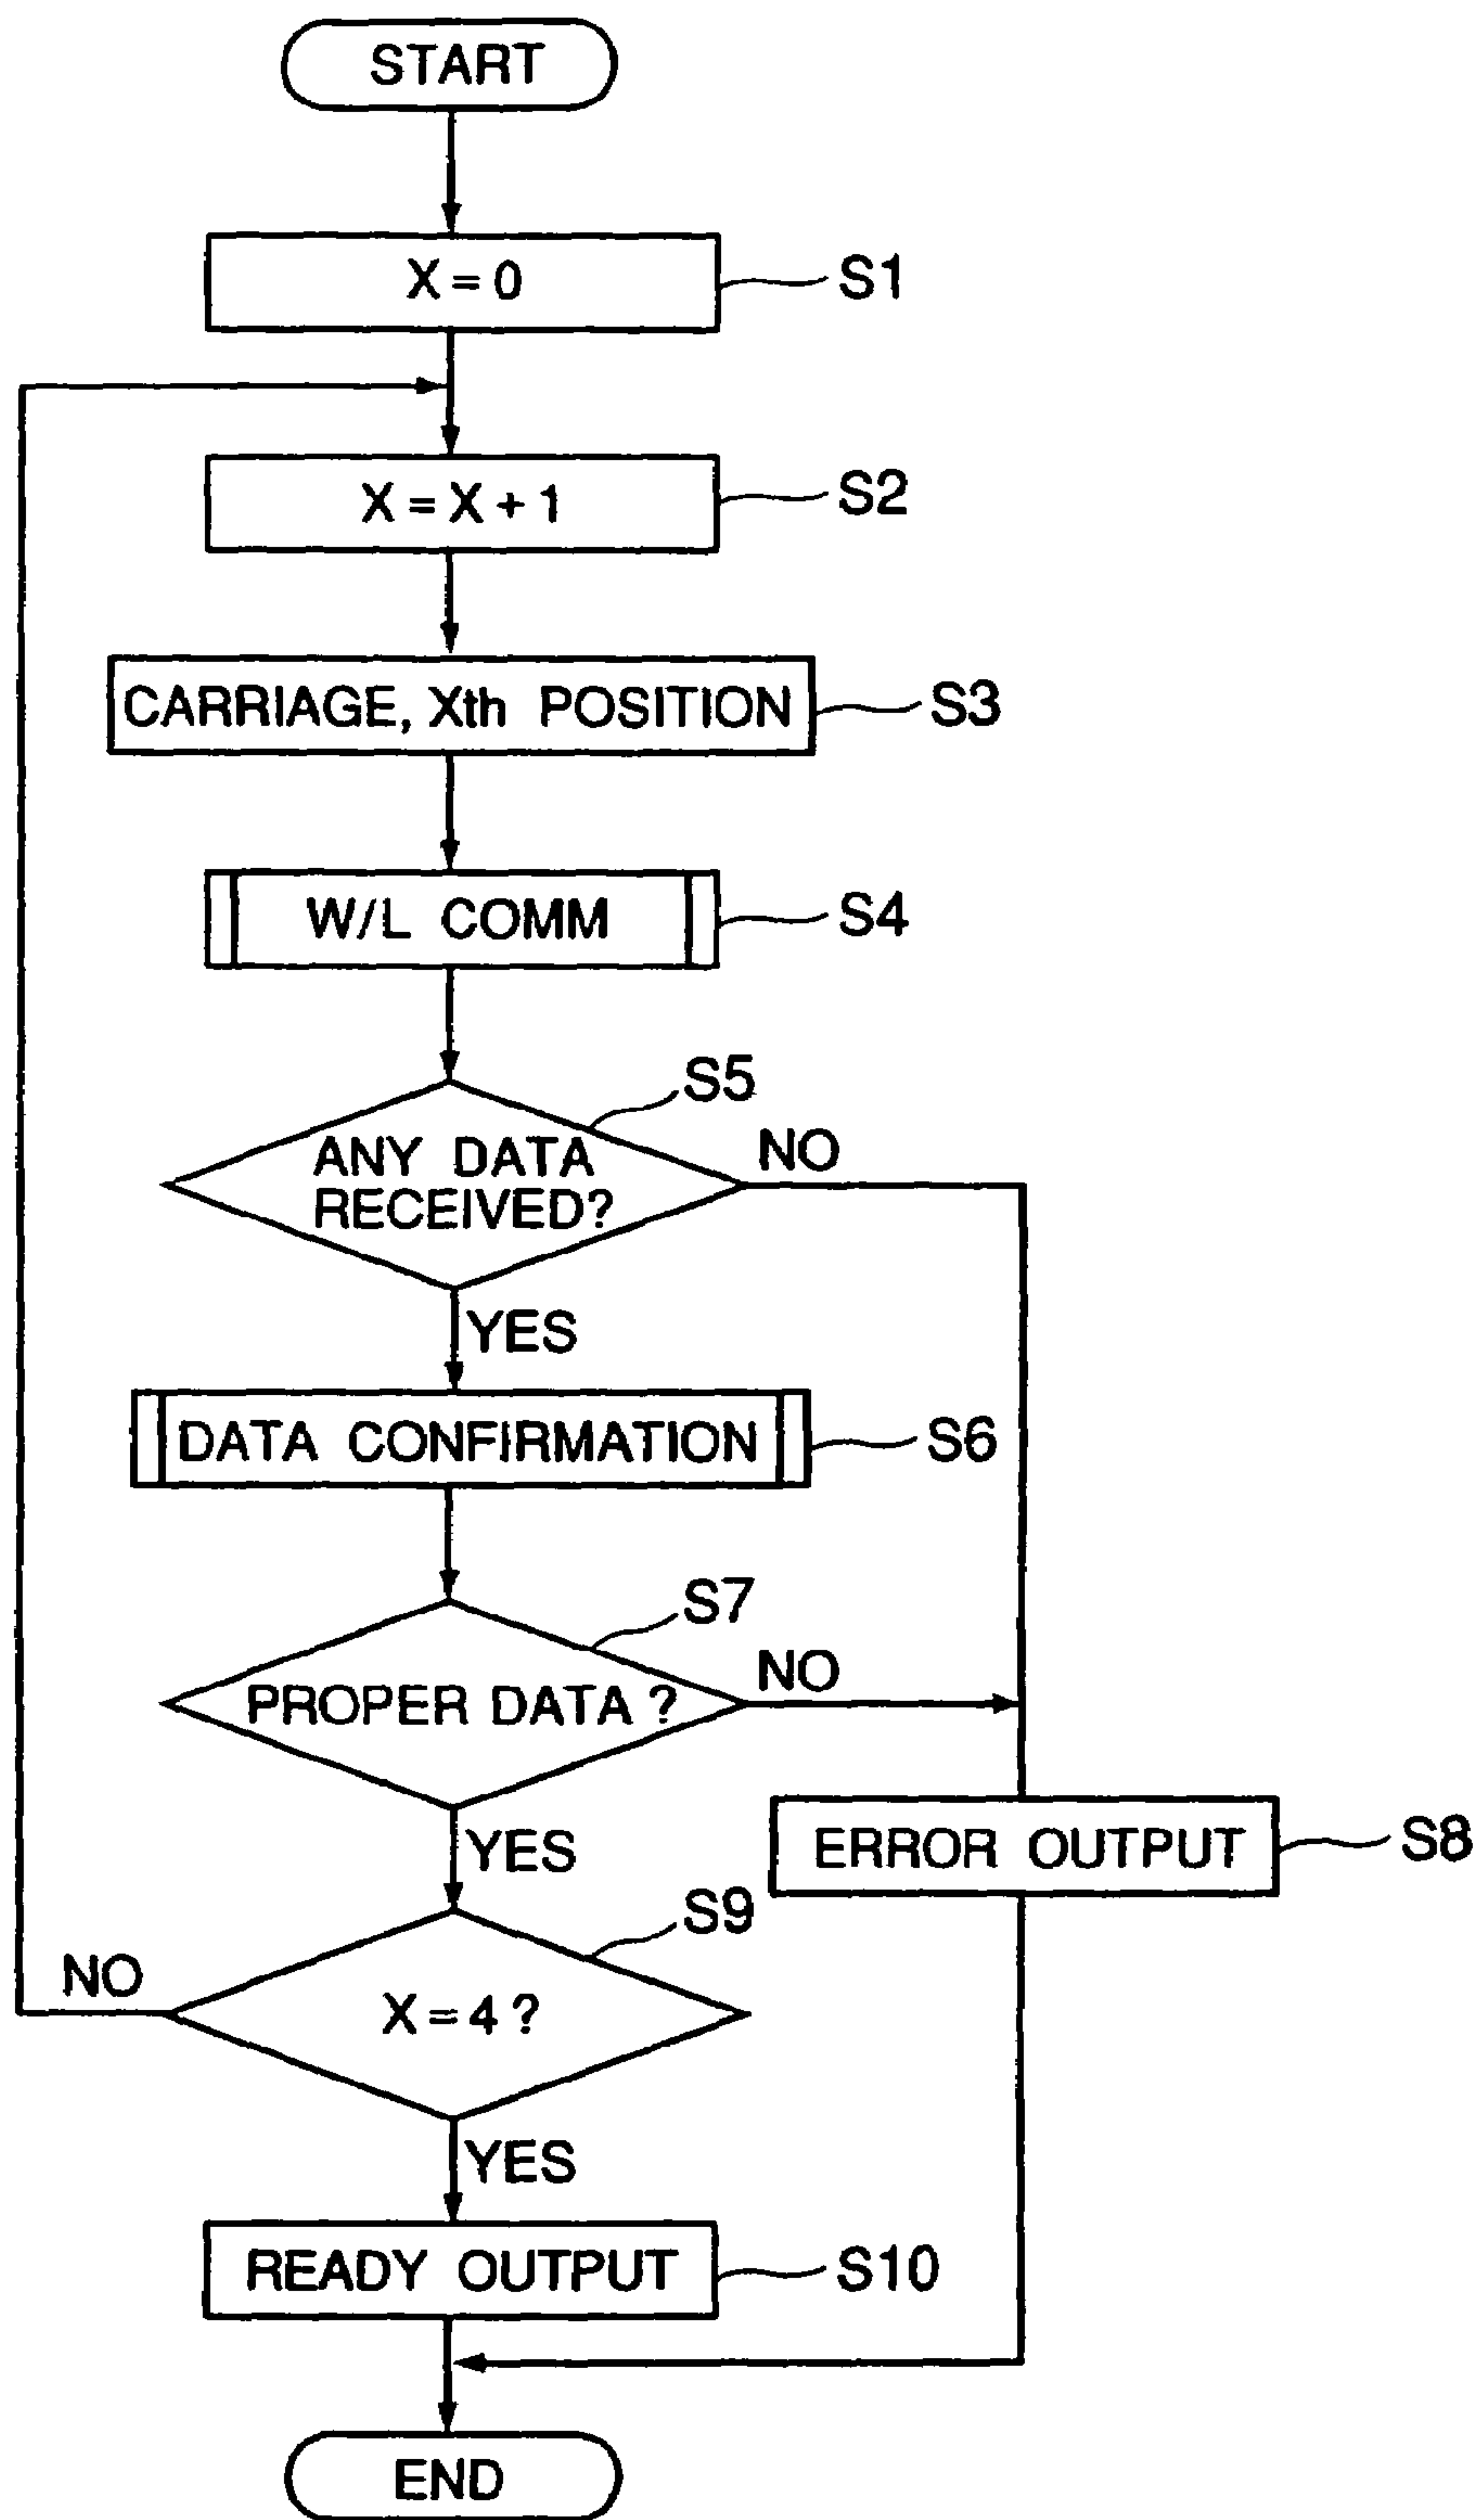 START
X=0
S1
X=X+1
S2
CARRIAGE, Xth POSITION
S3
W/L COMM
S4
S5
ANY DATA
RECEIVED?
NO
YES
DATA CONFIRMATION
S6
S7
PROPER DATA?
NO
YES
ERROR OUTPUT
S8
S9
X=4?
NO
YES
READY OUTPUT
S10
END